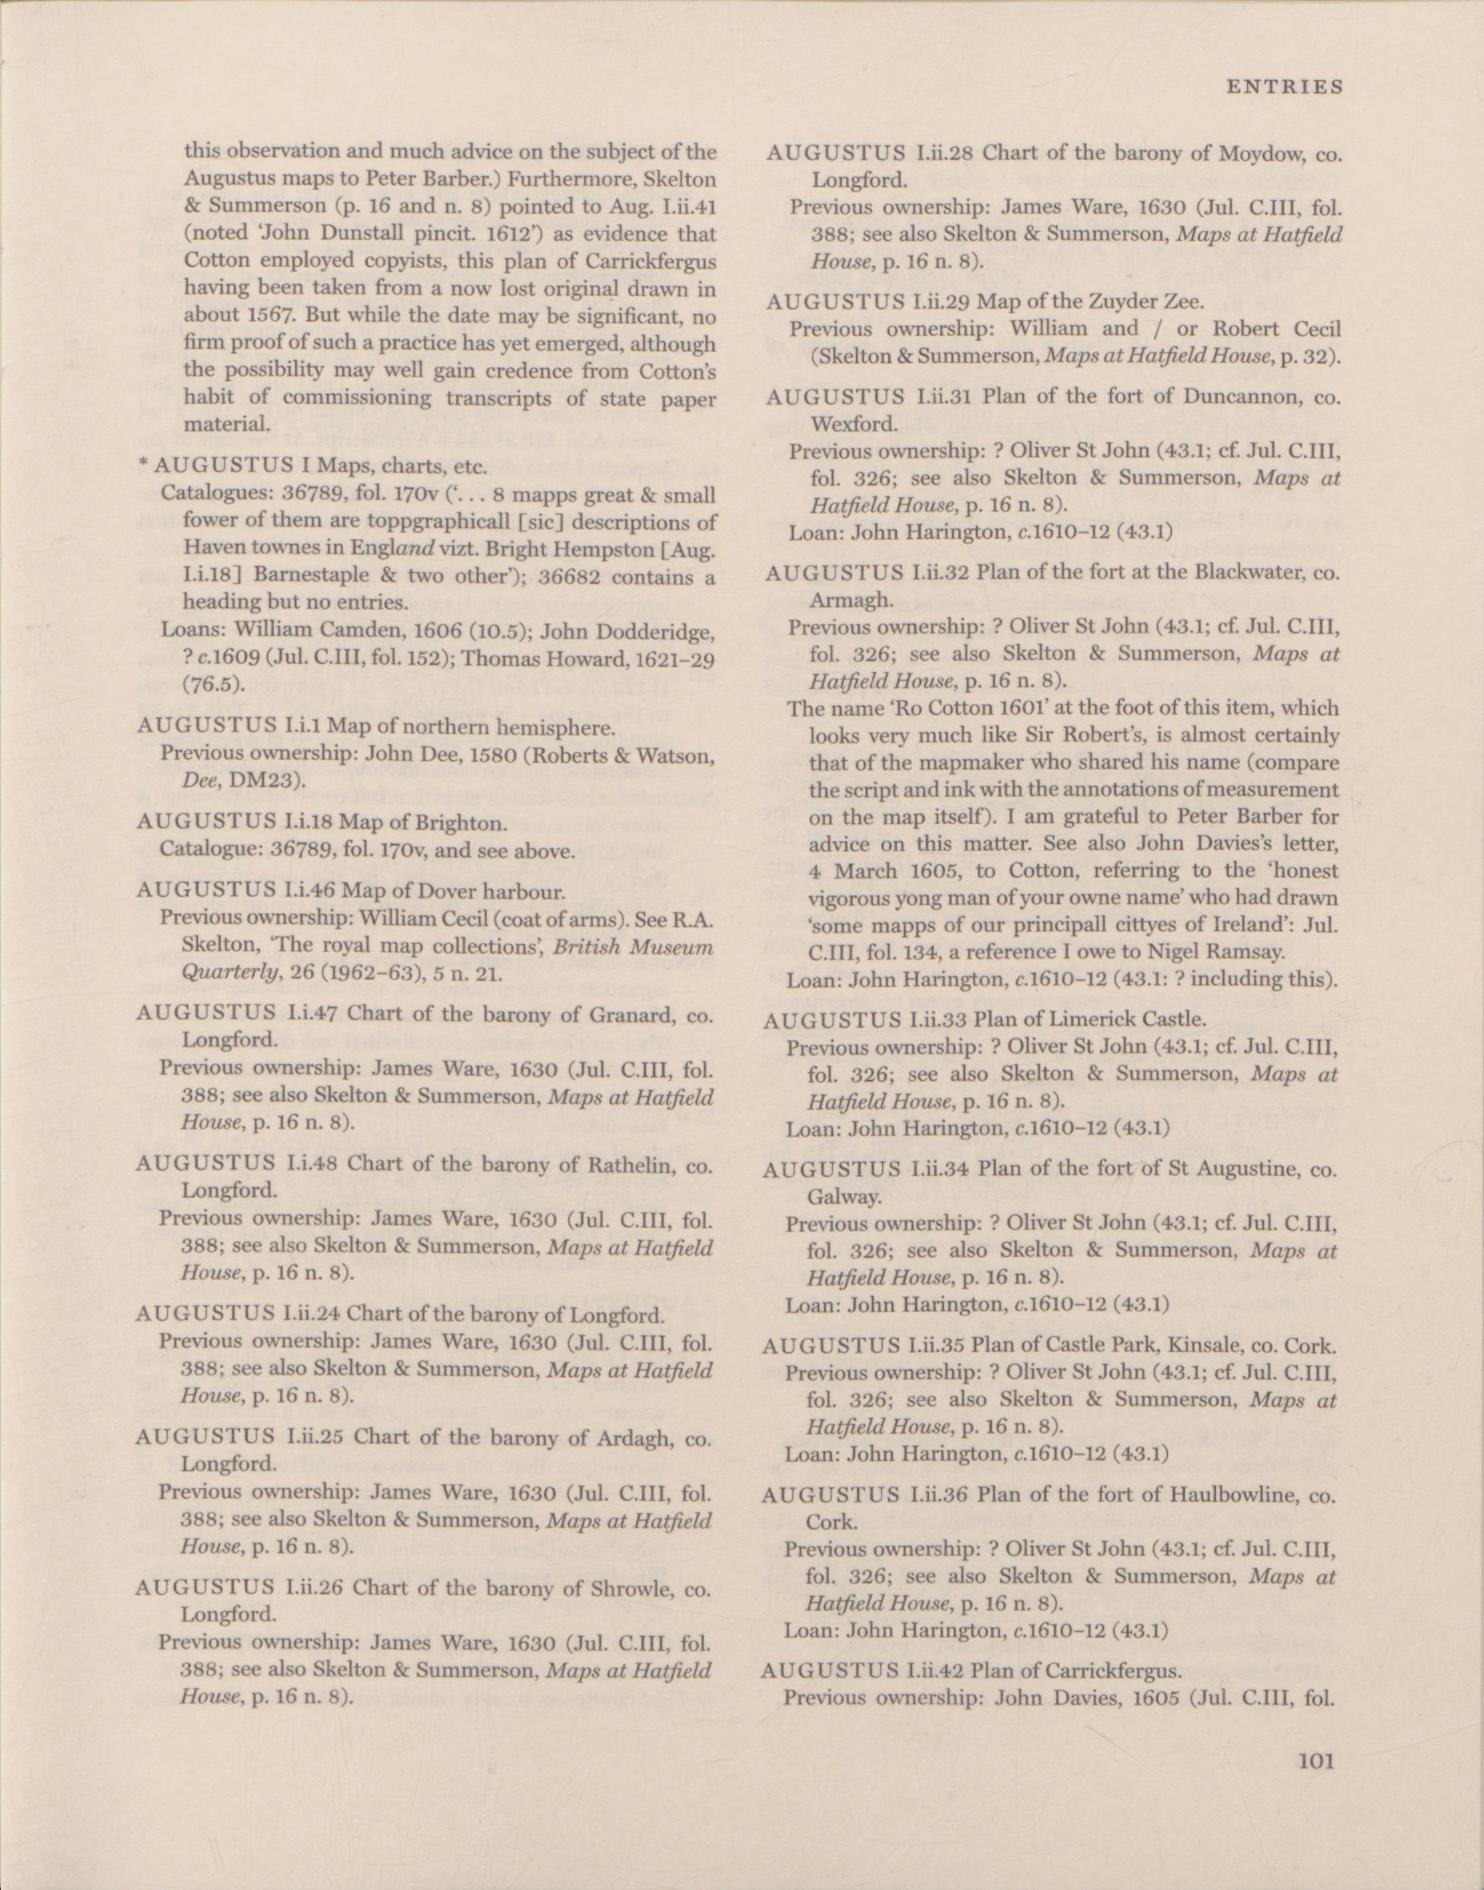 ENTRIES
this observation and much advice on the subject of the
Augustus maps to Peter Barber.) Furthermore, Skelton
& Summerson (p. 16 and n. 8) pointed to Aug. I.ii.41
(noted ‘John Dunstall pincit. 1612’) as evidence that
Cotton employed copyists, this plan of Carrickfergus
having been taken from a now lost original drawn in
about 1567. But while the date may be significant, no
firm proof of such a practice has yet emerged, although
the possibility may well gain credence from Cotton’s
habit of commissioning transcripts of state paper
material.
* AUGUSTUS I Maps, charts, etc.
Catalogues: 36789, fol. 170v (‘. . . 8 mapps great & small
fower of them are toppgraphicall [sic] descriptions of
Haven townes in England vizt. Bright Hempston [Aug.
I.i.18] Barnestaple & two other’); 36682 contains a
heading but no entries.
Loans: William Camden, 1606 (10.5); John Dodderidge,
? c.1609 (Jul. C.III, fol. 152); Thomas Howard, 1621–29
(76.5).
AUGUSTUS I.i.1 Map of northern hemisphere.
Previous ownership: John Dee, 1580 (Roberts & Watson,
Dee, DM23).
AUGUSTUS I.i.18 Map of Brighton.
Catalogue: 36789, fol. 170v, and see above.
AUGUSTUS I.i.46 Map of Dover harbour.
Previous ownership: William Cecil (coat of arms). See R.A.
Skelton, ‘The royal map collections’, British Museum
Quarterly, 26 (1962–63), 5 n. 21.
AUGUSTUS I.i.47 Chart of the barony of Granard, co.
Longford.
Previous ownership: James Ware, 1630 (Jul. C.III, fol.
388; see also Skelton & Summerson, Maps at Hatfield
House, p. 16 n. 8).
AUGUSTUS I.i.48 Chart of the barony of Rathelin, co.
Longford.
Previous ownership: James Ware, 1630 (Jul. C.III, fol.
388; see also Skelton & Summerson, Maps at Hatfield
House, p. 16 n. 8).
AUGUSTUS I.ii.24 Chart of the barony of Longford.
Previous ownership: James Ware, 1630 (Jul. C.III, fol.
388; see also Skelton & Summerson, Maps at Hatfield
House, p. 16 n. 8).
AUGUSTUS I.ii.25 Chart of the barony of Ardagh, co.
Longford.
Previous ownership: James Ware, 1630 (Jul. C.III, fol.
388; see also Skelton & Summerson, Maps at Hatfield
House, p. 16 n. 8).
AUGUSTUS I.ii.26 Chart of the barony of Shrowle, co.
Longford.
Previous ownership: James Ware, 1630 (Jul. C.III, fol.
388; see also Skelton & Summerson, Maps at Hatfield
House, p. 16 n. 8).
AUGUSTUS I.ii.28 Chart of the barony of Moydow, co.
Longford.
Previous ownership: James Ware, 1630 (Jul. C.III, fol.
388; see also Skelton & Summerson, Maps at Hatfield
House, p. 16 n. 8).
AUGUSTUS I.ii.29 Map of the Zuyder Zee.
Previous ownership: William and / or Robert Cecil
(Skelton & Summerson, Maps at Hatfield House, p. 32).
AUGUSTUS I.ii.31 Plan of the fort of Duncannon, co.
Wexford.
Previous ownership: ? Oliver St John (43.1; cf. Jul. C.III,
fol. 326; see also Skelton & Summerson, Maps at
Hatfield House, p. 16 n. 8).
Loan: John Harington, c.1610–12 (43.1)
AUGUSTUS I.ii.32 Plan of the fort at the Blackwater, co.
Armagh.
Previous ownership: ? Oliver St John (43.1; cf. Jul. C.III,
fol. 326; see also Skelton & Summerson, Maps at
Hatfield House, p. 16 n. 8).
The name ‘Ro Cotton 1601’ at the foot of this item, which
looks very much like Sir Robert’s, is almost certainly
that of the mapmaker who shared his name (compare
the script and ink with the annotations of measurement
on the map itself). I am grateful to Peter Barber for
advice on this matter. See also John Davies’s letter,
4 March 1605, to Cotton, referring to the ‘honest
vigorous yong man of your owne name’ who had drawn
‘some mapps of our principall cittyes of Ireland’: Jul.
C.III, fol. 134, a reference I owe to Nigel Ramsay.
Loan: John Harington, c.1610–12 (43.1: ? including this).
AUGUSTUS I.ii.33 Plan of Limerick Castle.
Previous ownership: ? Oliver St John (43.1; cf. Jul. C.III,
fol. 326; see also Skelton & Summerson, Maps at
Hatfield House, p. 16 n. 8).
Loan: John Harington, c.1610–12 (43.1)
AUGUSTUS I.ii.34 Plan of the fort of St Augustine, co.
Galway.
Previous ownership: ? Oliver St John (43.1; cf. Jul. C.III,
fol. 326; see also Skelton & Summerson, Maps at
Hatfield House, p. 16 n. 8).
Loan: John Harington, c.1610–12 (43.1)
AUGUSTUS I.ii.35 Plan of Castle Park, Kinsale, co. Cork.
Previous ownership: ? Oliver St John (43.1; cf. Jul. C.III,
fol. 326; see also Skelton & Summerson, Maps at
Hatfield House, p. 16 n. 8).
Loan: John Harington, c.1610–12 (43.1)
AUGUSTUS I.ii.36 Plan of the fort of Haulbowline, co.
Cork.
Previous ownership: ? Oliver St John (43.1; cf. Jul. C.III,
fol. 326; see also Skelton & Summerson, Maps at
Hatfield House, p. 16 n. 8).
Loan: John Harington, c.1610–12 (43.1)
AUGUSTUS I.ii.42 Plan of Carrickfergus.
Previous ownership: John Davies, 1605 (Jul. C.III, fol.
101